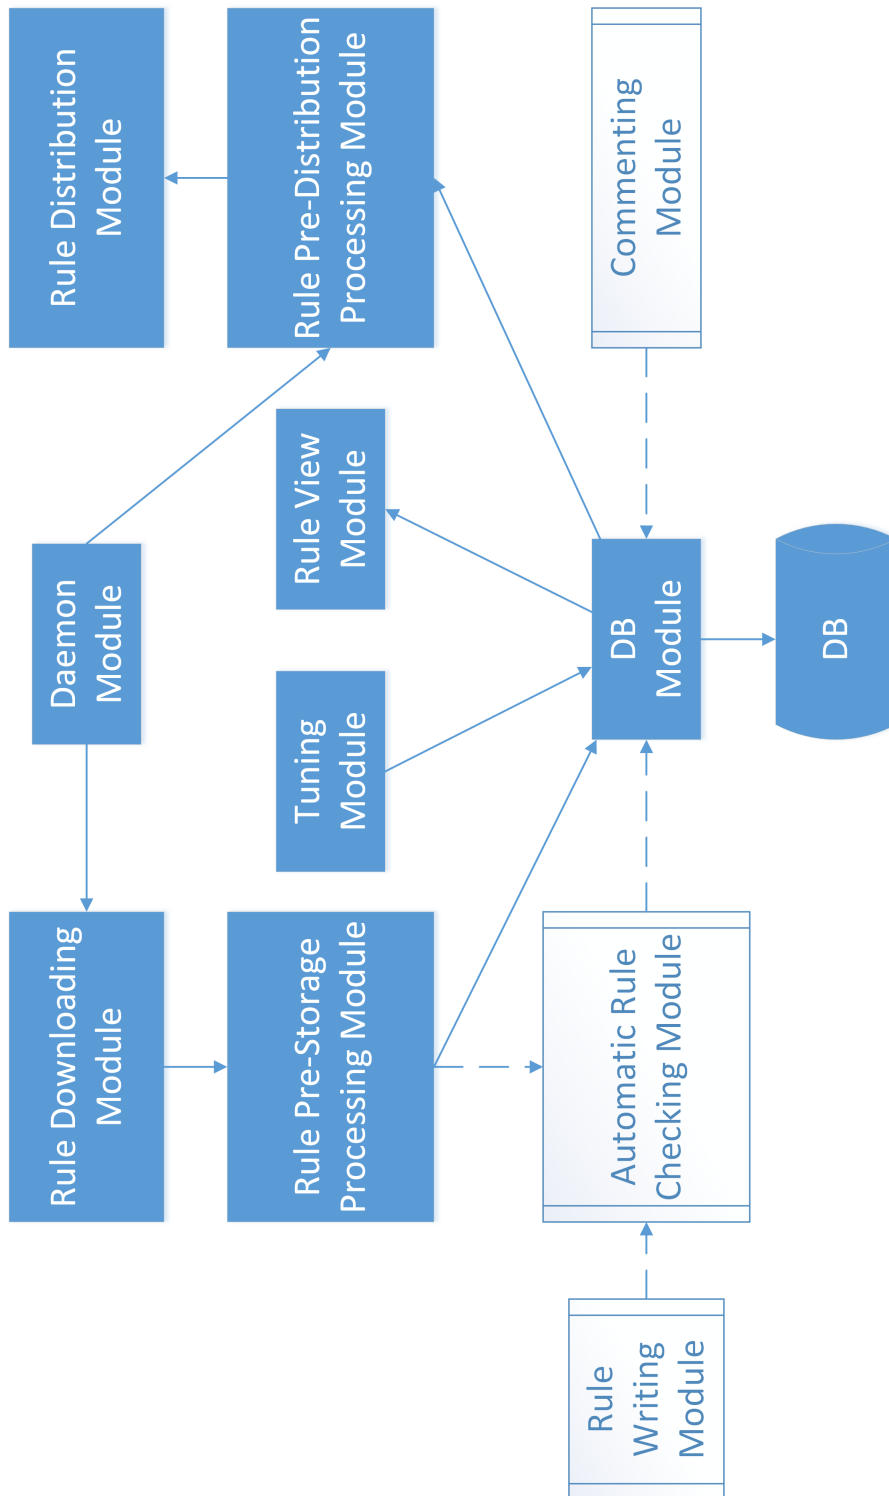 Rule Downloading
Module
Daemon
Module
Rule Distribution
Module
Rule Pre-Storage
Processing Module
Tuning
Module
Rule View
Module
Rule Pre-Distribution
Processing Module
Rule
Writing
Module
Automatic Rule
Checking Module
DB
Module
Commenting
Module
DB